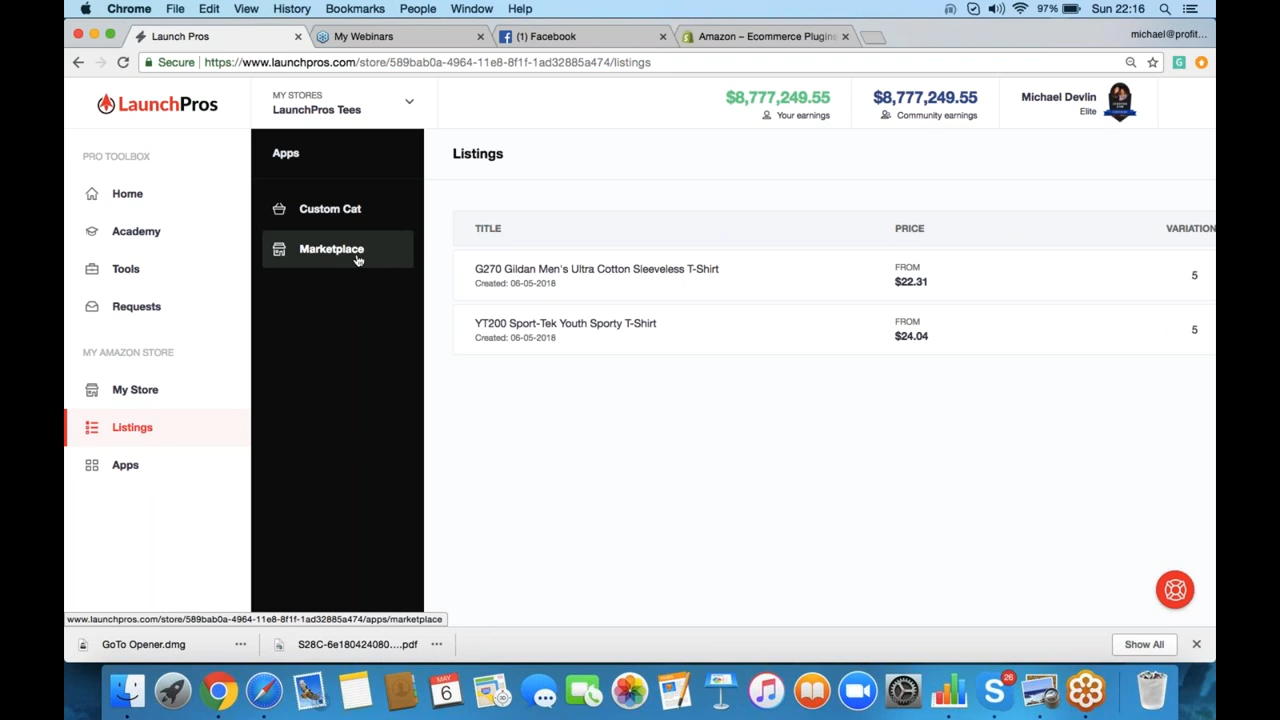 Chrome File Edit View History Bookmarks People Window Help 97% Sun 22:16
Launch Pros My Webinars (1) Facebook Amazon – Ecommerce Plugins michael@profit...
Secure https://www.launchpros.com/store/589bab0a-4964-11e8-8f1f-1ad32885a474/listings
LaunchPros
MY STORES
LaunchPros Tees
$8,777,249.55
Your earnings
$8,777,249.55
Community earnings
Michael Devlin
Elite
PRO TOOLBOX
Home
Academy
Tools
Requests
MY AMAZON STORE
My Store
Listings
Apps
Apps
Custom Cat
Marketplace
Listings
TITLE PRICE VARIATION
G270 Gildan Men's Ultra Cotton Sleeveless T-Shirt
Created: 06-05-2018
FROM
$22.31
5
YT200 Sport-Tek Youth Sporty T-Shirt
Created: 06-05-2018
FROM
$24.04
5
www.launchpros.com/store/589bab0a-4964-11e8-8f1f-1ad32885a474/apps/marketplace
GoTo Opener.dmg S28C-6e180424080....pdf Show All
MAY
6
26